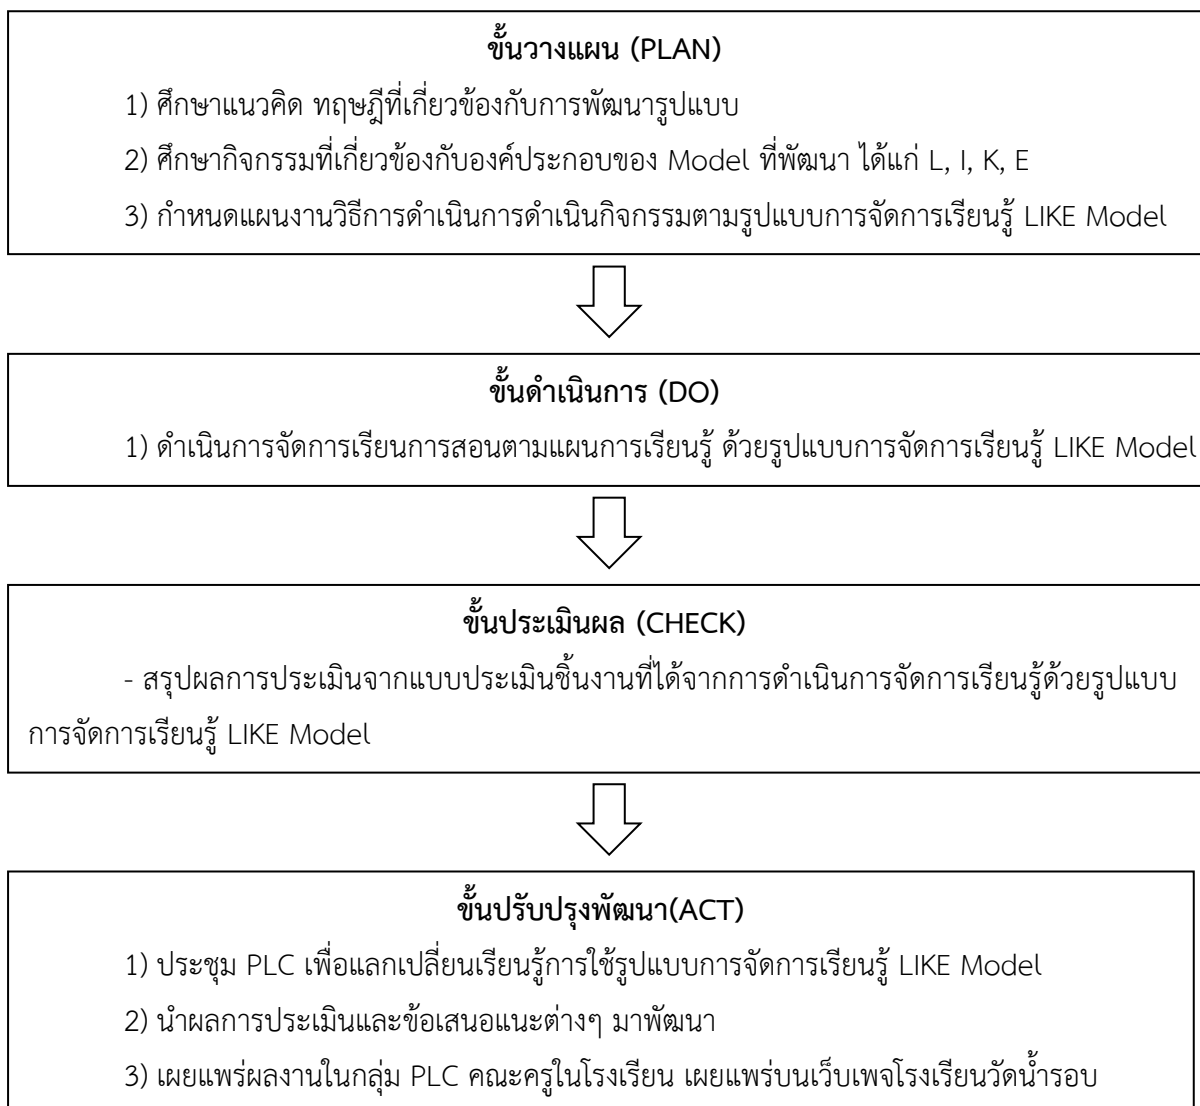 ขั้นวางแผน (PLAN)
1) ศึกษาแนวคิด ทฤษฎีที่เกี่ยวข้องกับการพัฒนารูปแบบ
2) ศึกษากิจกรรมที่เกี่ยวข้องกับองค์ประกอบของ Model ที่พัฒนา ได้แก่ L, I, K, E
3) กำหนดแผนงานวิธีการดำเนินการดำเนินกิจกรรมตามรูปแบบการจัดการเรียนรู้ LIKE Model
ขั้นดำเนินการ (DO)
1) ดำเนินการจัดการเรียนการสอนตามแผนการเรียนรู้ ด้วยรูปแบบการจัดการเรียนรู้ LIKE Model
ขั้นประเมินผล (CHECK)
- สรุปผลการประเมินจากแบบประเมินชิ้นงานที่ได้จากการดำเนินการจัดการเรียนรู้ด้วยรูปแบบ
การจัดการเรียนรู้ LIKE Model
ขั้นปรับปรุงพัฒนา(ACT)
1) ประชุม PLC เพื่อแลกเปลี่ยนเรียนรู้การใช้รูปแบบการจัดการเรียนรู้ LIKE Model
2) นำผลการประเมินและข้อเสนอแนะต่างๆ มาพัฒนา
3) เผยแพร่ผลงานในกลุ่ม PLC คณะครูในโรงเรียน เผยแพร่บนเว็บเพจโรงเรียนวัดน้ำรอบ